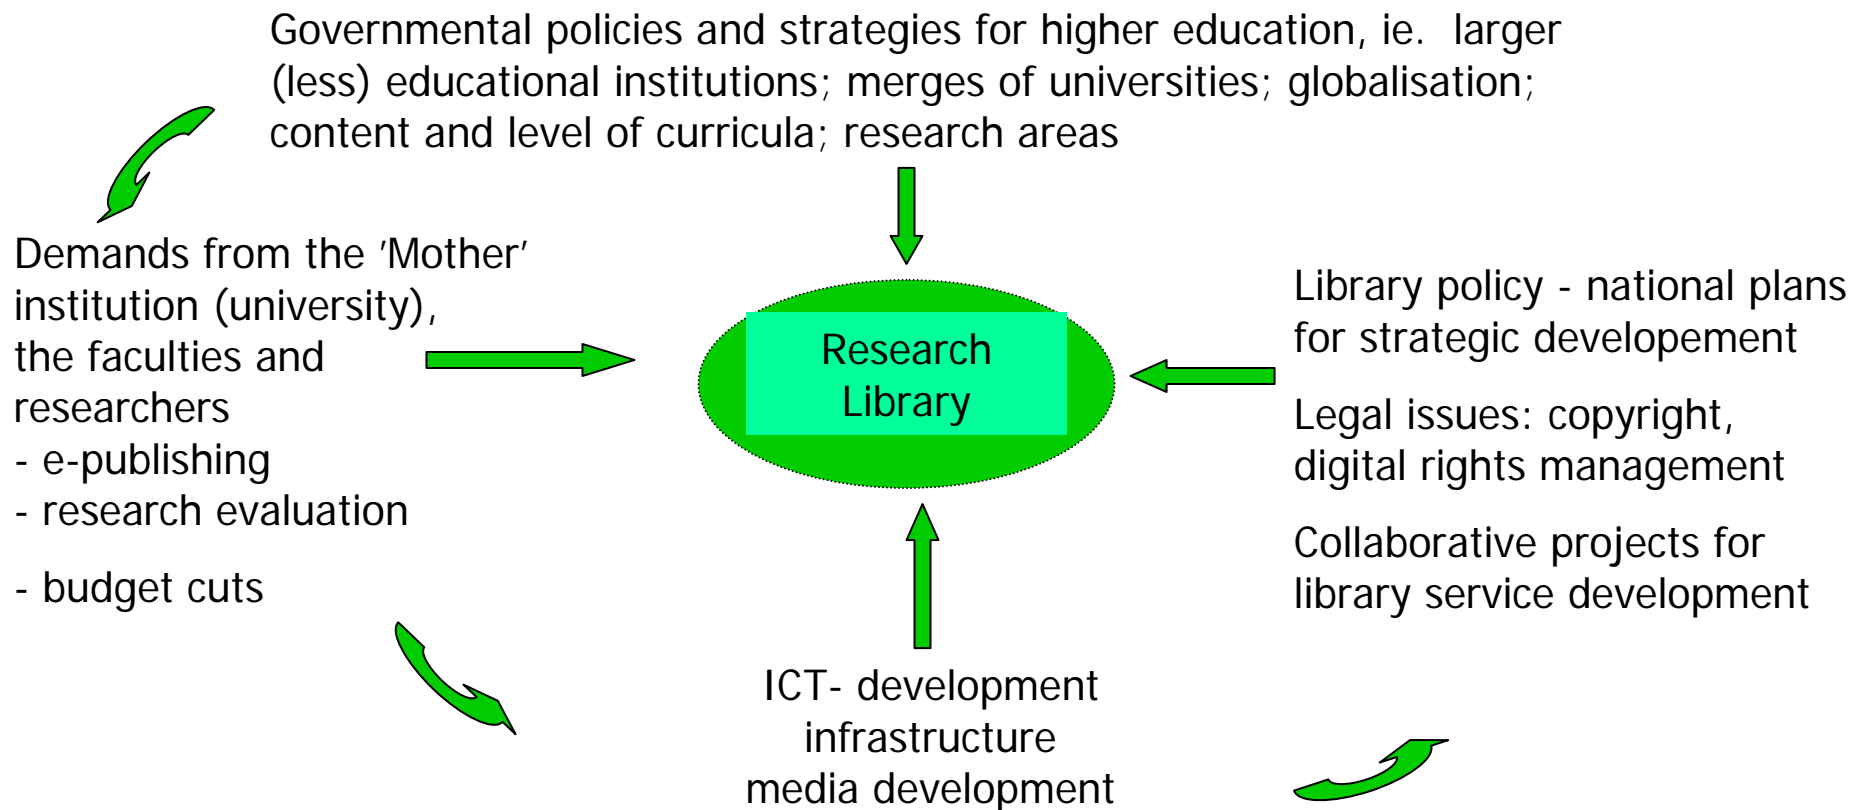 Governmental policies and strategies for higher education, ie.  larger
(less) educational institutions; merges of universities; globalisation;
content and level of curricula; research areas
Demands from the 'Mother'
institution (university),
the faculties and
researchers
- e-publishing
- research evaluation
- budget cuts
Research
Library
Library policy - national plans
for strategic developement
Legal issues: copyright,
digital rights management
Collaborative projects for
library service development
ICT- development
infrastructure
media development